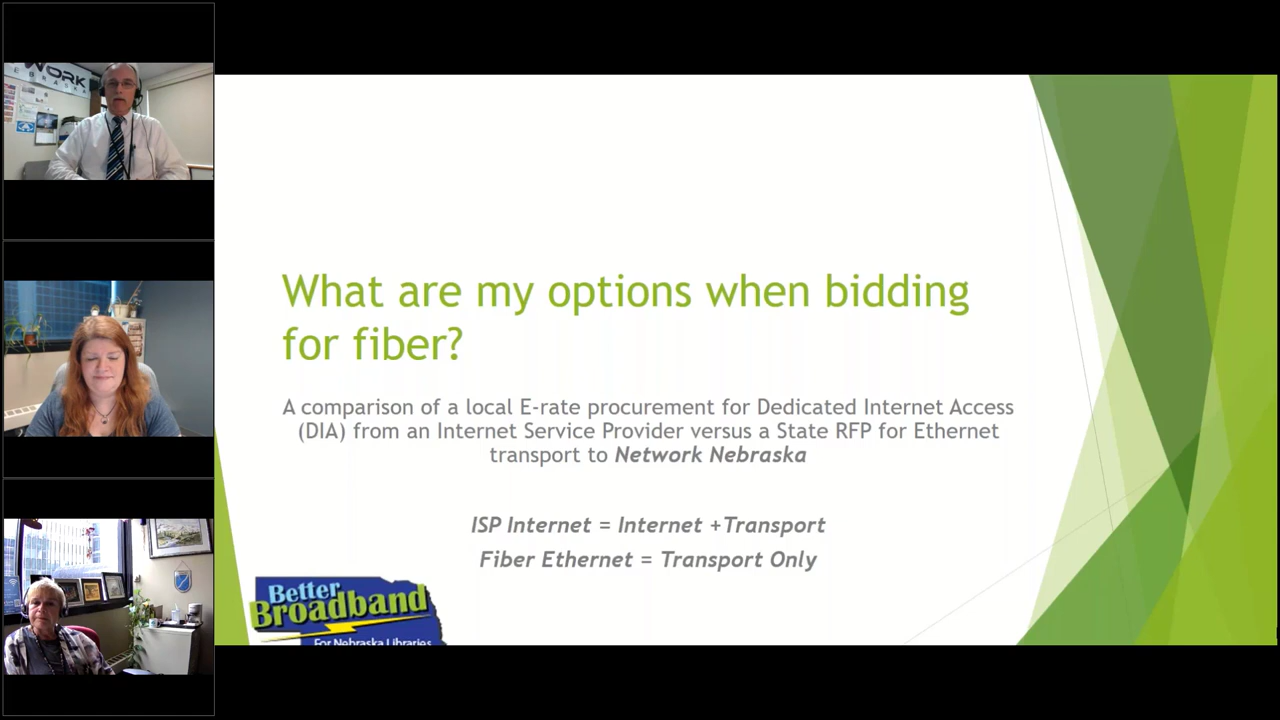 WORK
What are my options when bidding
for fiber?
A comparison of a local E-rate procurement for Dedicated Internet Access
(DIA) from an Internet Service Provider versus a State RFP for Ethernet
transport to Network Nebraska
ISP Internet = Internet +Transport
Fiber Ethernet = Transport Only
Better
Broadband
For Nebraska Libraries